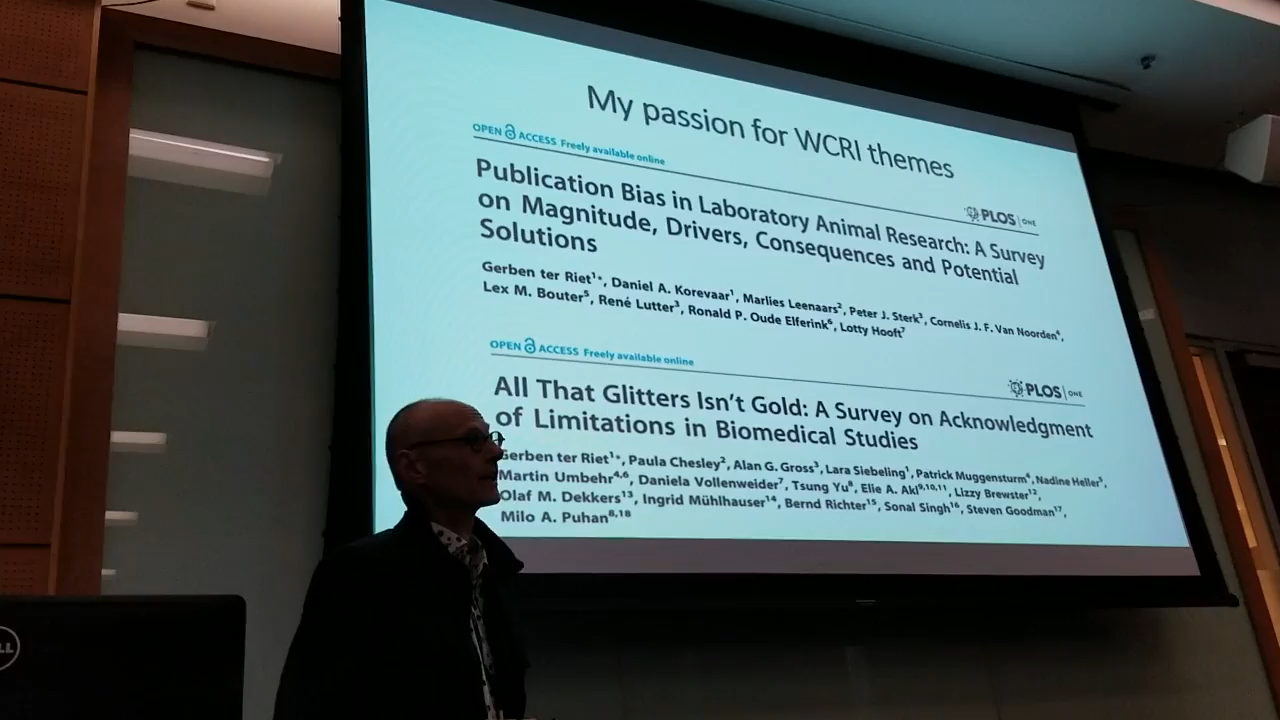 My passion for WCRI themes
OPEN ACCESS Freely available online
PLOS ONE
Publication Bias in Laboratory Animal Research: A Survey
on Magnitude, Drivers, Consequences and Potential
Solutions
Gerben ter Riet¹*, Daniel A. Korevaar¹, Marlies Leenaars², Peter J. Sterk³, Cornelis J. F. Van Noorden⁴,
Lex M. Bouter⁵, René Lutter³, Ronald P. Oude Elferink⁶, Lotty Hooft⁷
OPEN ACCESS Freely available online
PLOS ONE
All That Glitters Isn't Gold: A Survey on Acknowledgment
of Limitations in Biomedical Studies
Gerben ter Riet¹*, Paula Chesley², Alan G. Gross³, Lara Siebeling¹, Patrick Muggensturm⁴, Nadine Heller⁵,
Martin Umbehr⁴,⁶, Daniela Vollenweider⁷, Tsung Yu⁸, Elie A. Akl⁹,¹⁰,¹¹, Lizzy Brewster¹²,
Olaf M. Dekkers¹³, Ingrid Mühlhauser¹⁴, Bernd Richter¹⁵, Sonal Singh¹⁶, Steven Goodman¹⁷,
Milo A. Puhan⁸,¹⁸